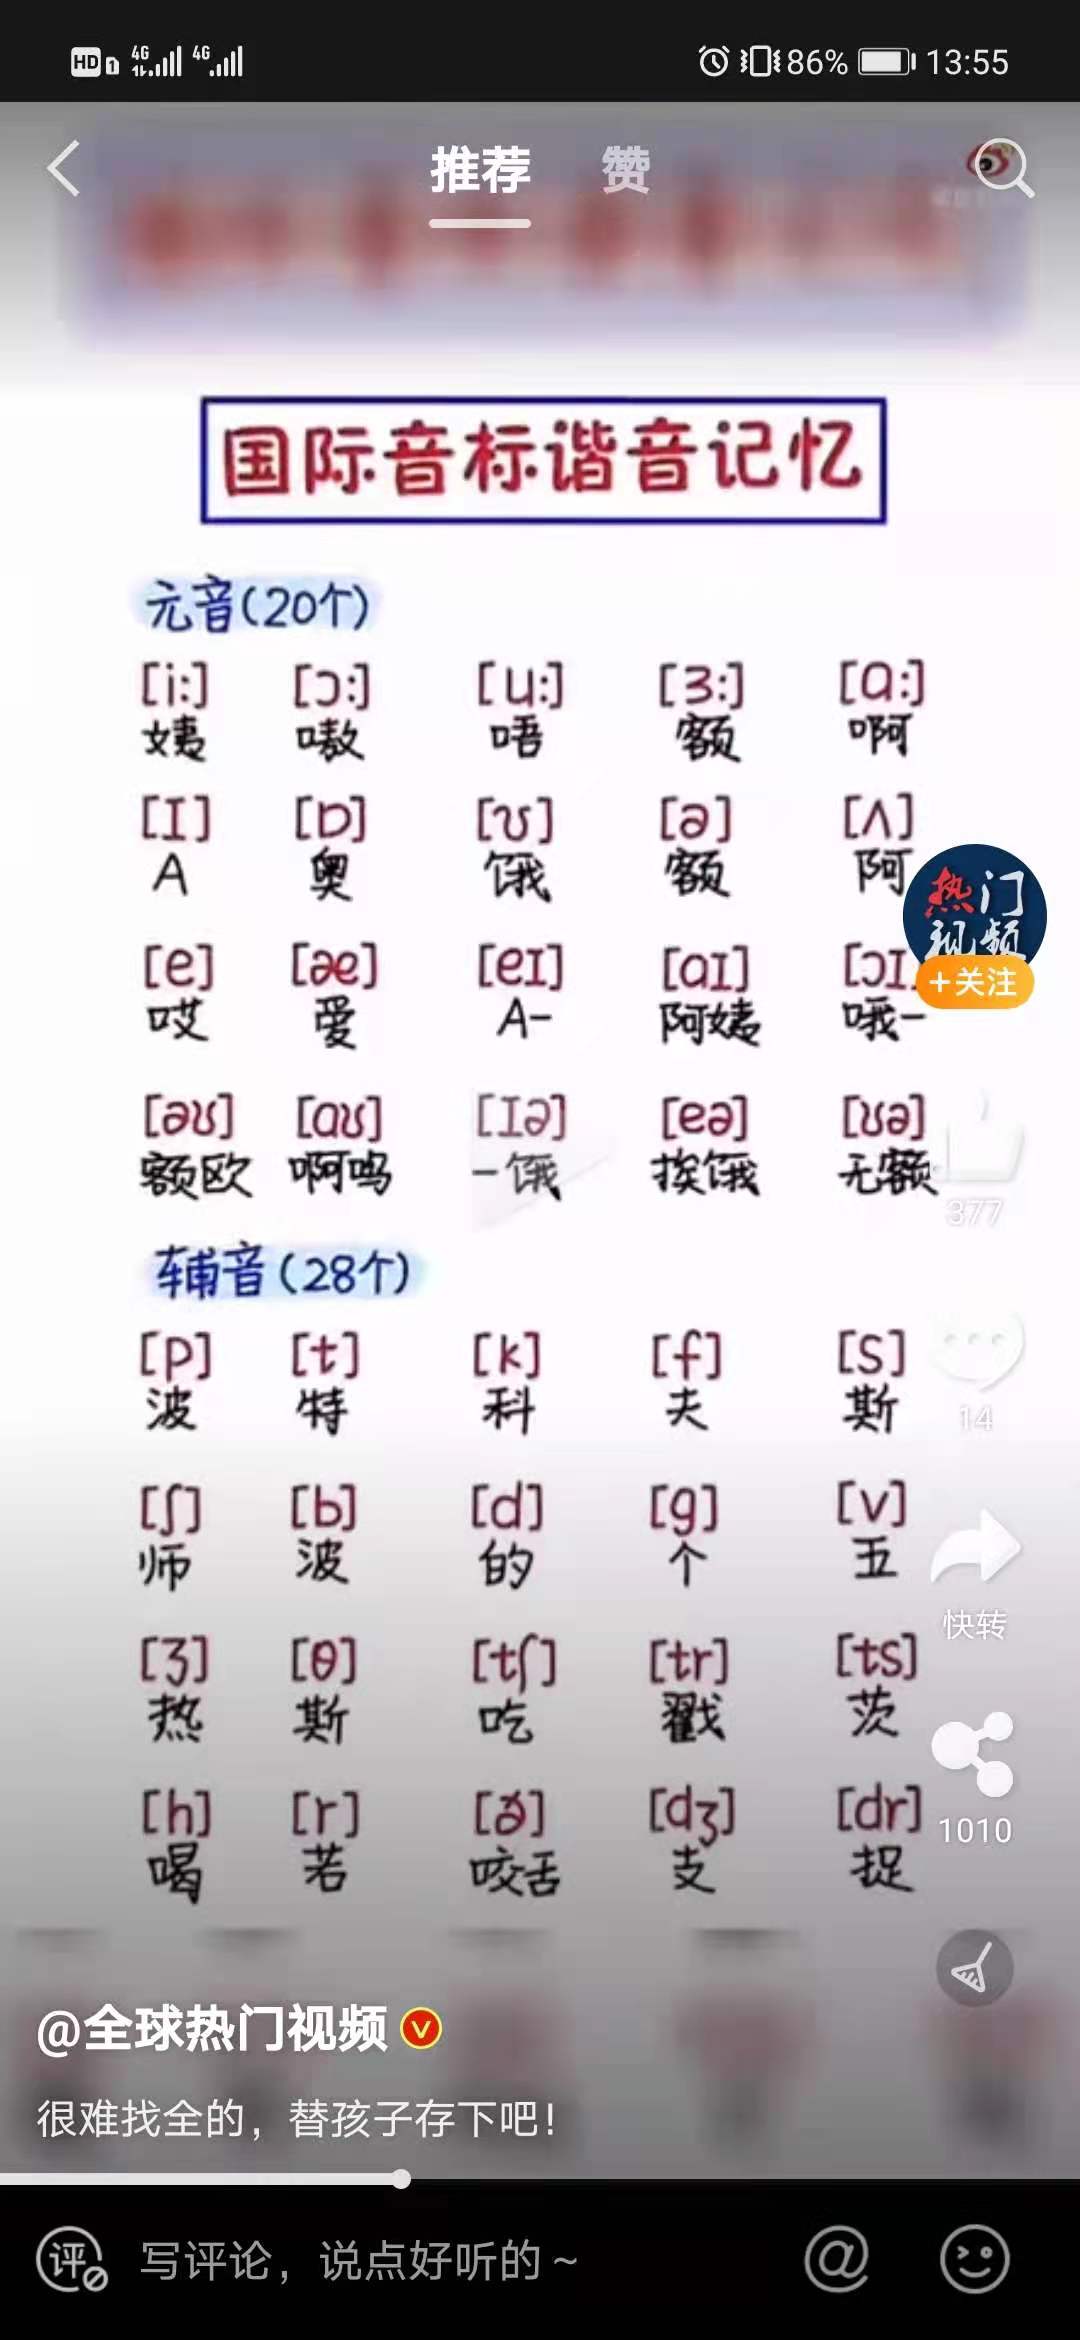 HD 1 4G 4G 86% 13:55
推荐 赞
国际音标谐音记忆
元音(20个)
[i:] [ɔ:] [u:] [ɜ:] [ɑ:]
姨 嗷 唔 额 啊
[I] [ɒ] [ʊ] [ə] [ʌ]
A 奥 饿 额 阿
[e] [æ] [eɪ] [aɪ] [ɔɪ
哎 爱 A一 阿姨 哦一
[əʊ] [aʊ] [ɪə] [eə] [ʊə]
额欧 啊呜 一饿 挨饿 无额
辅音(28个)
[p] [t] [k] [f] [s]
波 特 科 夫 斯
[ʃ] [b] [d] [g] [v]
师 波 的 个 五
[ʒ] [θ] [tʃ] [tr] [ts]
热 斯 吃 戳 茨
[h] [r] [ð] [dʒ] [dr]
喝 若 咬舌 支 捉
热门
视频
+关注
377
14
快转
1010
@全球热门视频
很难找全的，替孩子存下吧！
评 写评论，说点好听的~ @